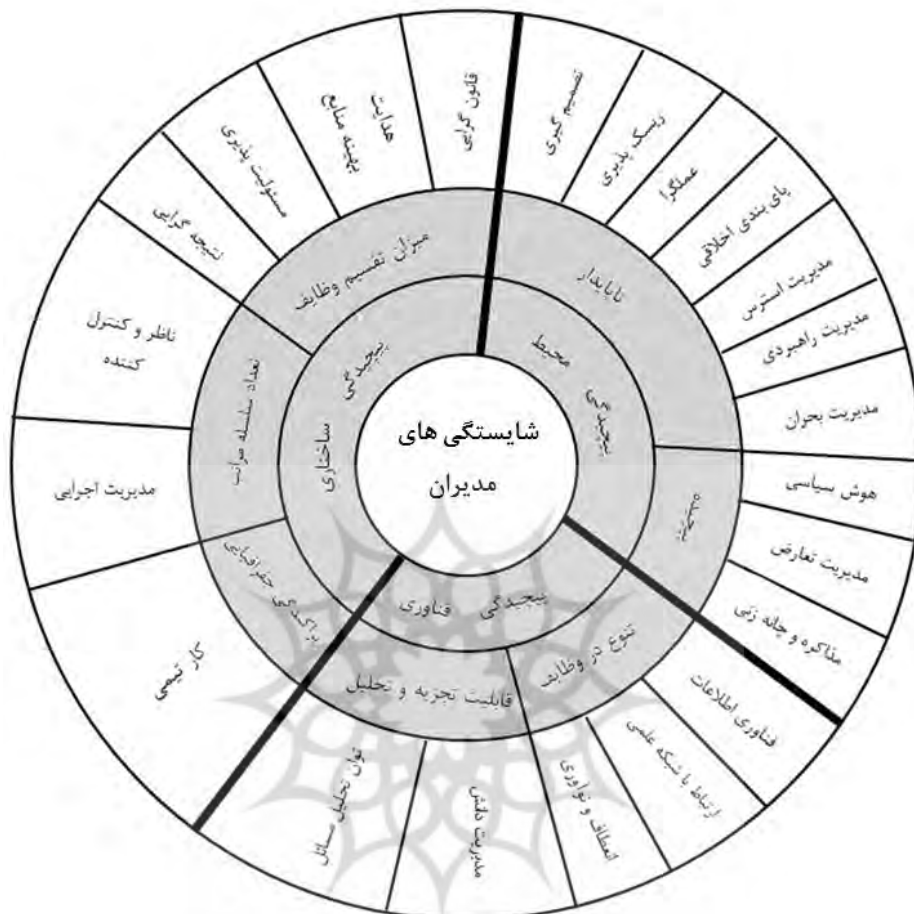 شایستگی های
مدیران
پیچیدگی
محیط
پیچیدگی
فناوری
پیچیدگی
ساختاری
ناپایدار
پیچیده
تنوع در وظایف
قابلیت تجزیه و تحلیل
پراکندگی جغرافیایی
تعداد سلسله مراتب
میزان تقسیم وظایف
تصمیم گیری
ریسک پذیری
عملگرا
پای بندی اخلاقی
مدیریت استرس
مدیریت راهبردی
مدیریت بحران
هوش سیاسی
مدیریت تعارض
مذاکره و چانه زنی
فناوری اطلاعات
ارتباط با شبکه علمی
انعطاف و نوآوری
مدیریت دانش
توان تحلیل مسائل
کار تیمی
مدیریت اجرایی
ناظر و کنترل
کننده
نتیجه گرایی
مسئولیت پذیری
هدایت
بهینه منابع
قانون گرایی